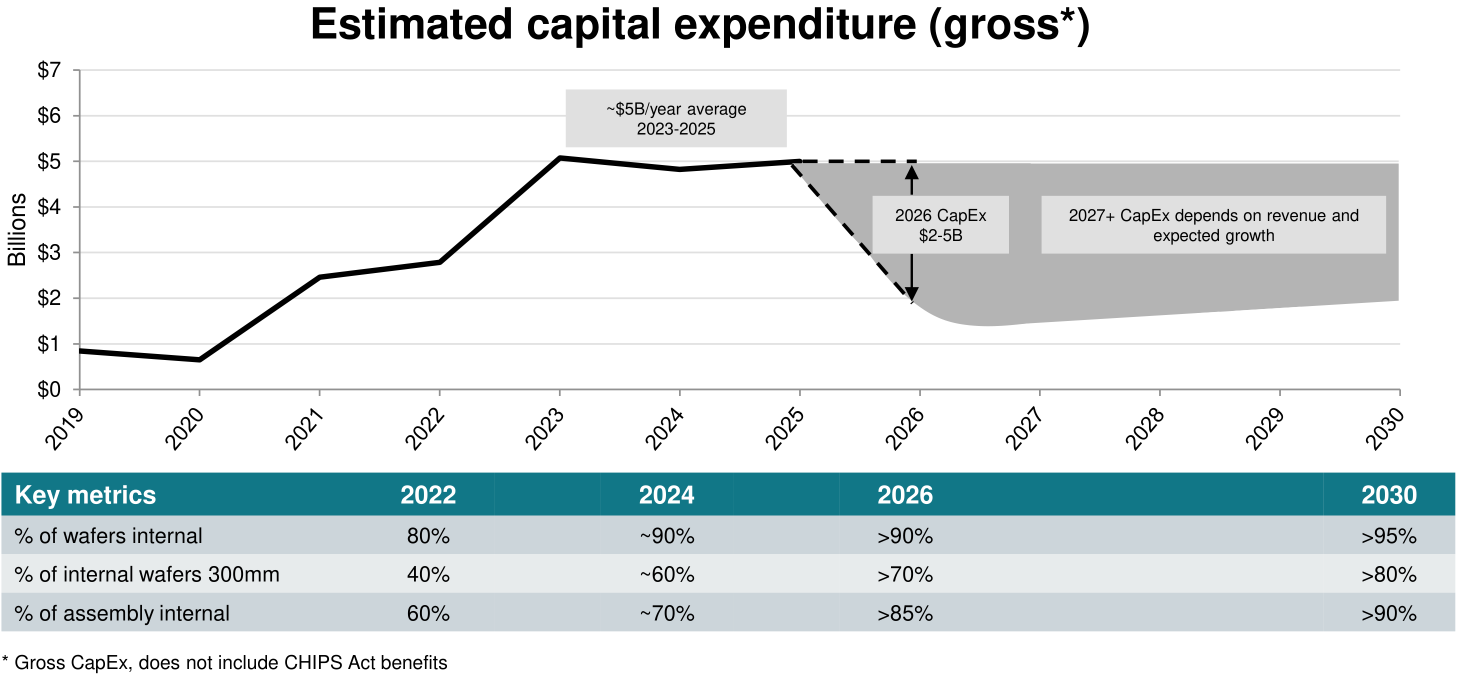 Estimated capital expenditure (gross*)
$7
$6
$5
$4
$3
$2
$1
$0
Billions
~$5B/year average
2023-2025
2026 CapEx
$2-5B
2027+ CapEx depends on revenue and
expected growth
2019 2020 2021 2022 2023 2024 2025 2026 2027 2028 2029 2030
Key metrics 2022 2024 2026 2030
% of wafers internal 80% ~90% >90% >95%
% of internal wafers 300mm 40% ~60% >70% >80%
% of assembly internal 60% ~70% >85% >90%
* Gross CapEx, does not include CHIPS Act benefits